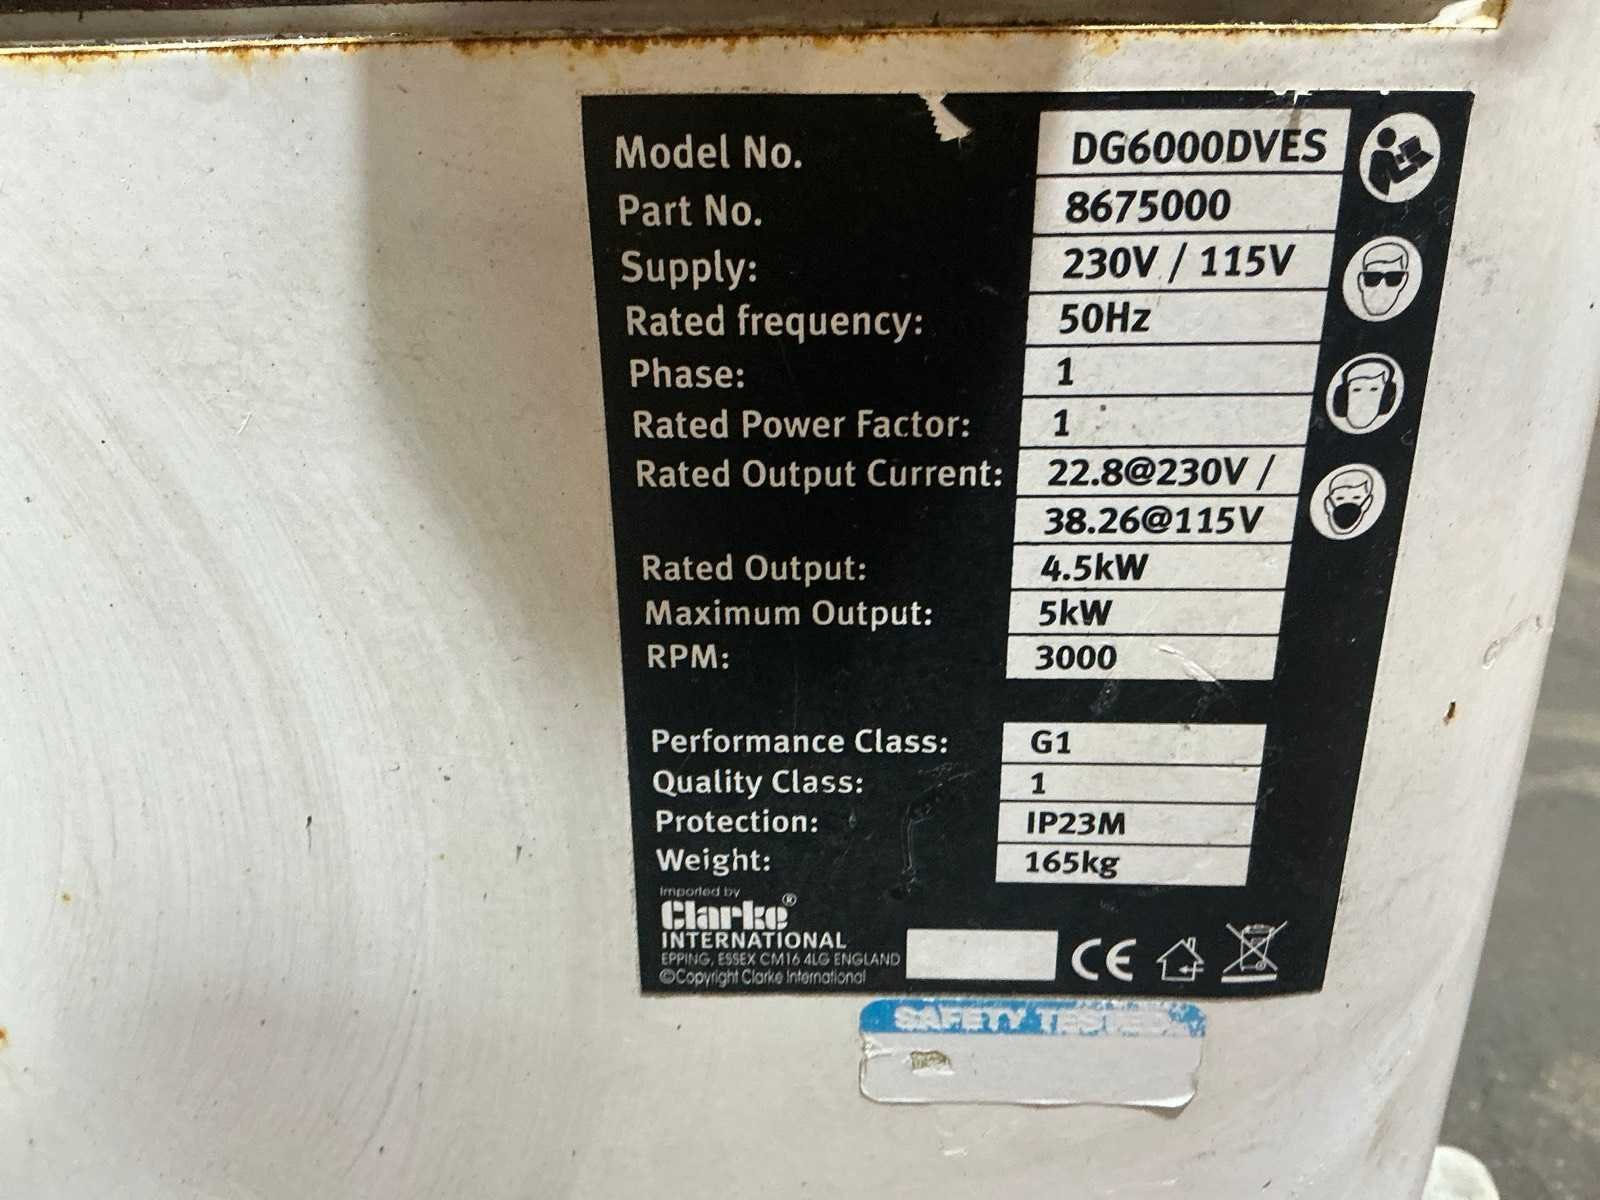 Model No. DG6000DVES
Part No. 8675000
Supply: 230V / 115V
Rated frequency: 50Hz
Phase: 1
Rated Power Factor: 1
Rated Output Current: 22.8@230V /
38.26@115V
Rated Output: 4.5kW
Maximum Output: 5kW
RPM: 3000
Performance Class: G1
Quality Class: 1
Protection: IP23M
Weight: 165kg
Imported by
Clarke®
INTERNATIONAL
EPPING, ESSEX CM16 4LG ENGLAND
©Copyright Clarke International
CE
SAFETY TESTED